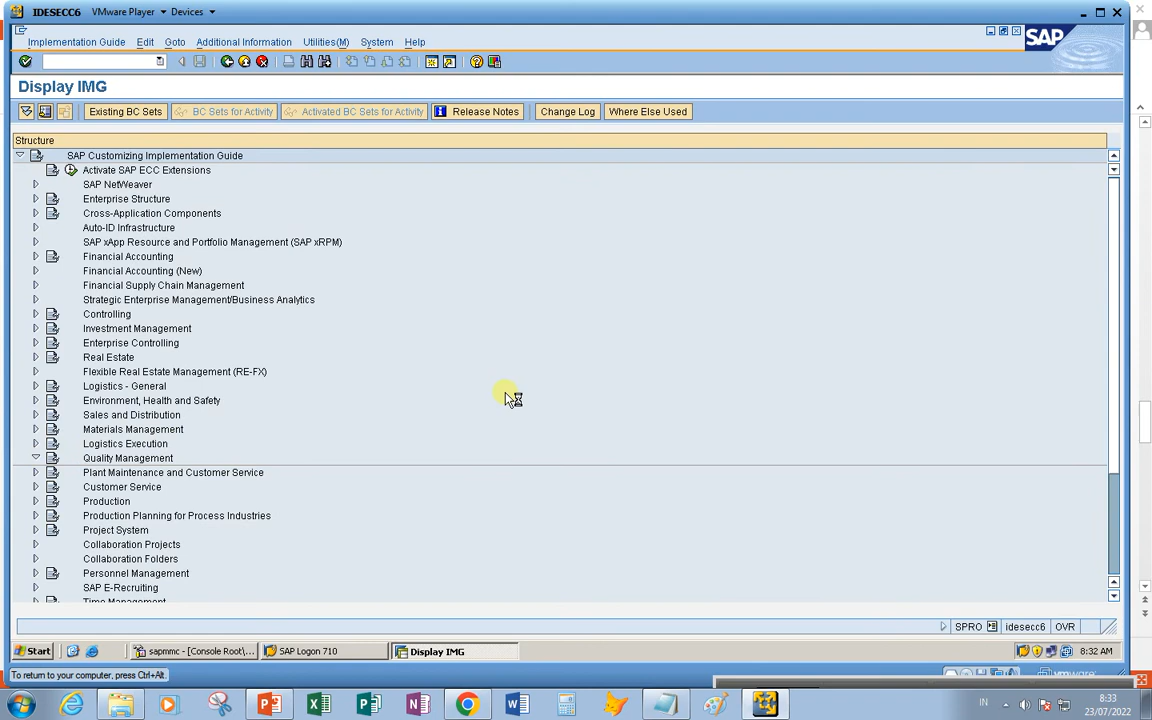 IDESECC6 VMware Player Devices
Implementation Guide Edit Goto Additional Information Utilities(M) System Help
SAP
Display IMG
Existing BC Sets BC Sets for Activity Activated BC Sets for Activity Release Notes Change Log Where Else Used
Structure
SAP Customizing Implementation Guide
Activate SAP ECC Extensions
SAP NetWeaver
Enterprise Structure
Cross-Application Components
Auto-ID Infrastructure
SAP xApp Resource and Portfolio Management (SAP xRPM)
Financial Accounting
Financial Accounting (New)
Financial Supply Chain Management
Strategic Enterprise Management/Business Analytics
Controlling
Investment Management
Enterprise Controlling
Real Estate
Flexible Real Estate Management (RE-FX)
Logistics - General
Environment, Health and Safety
Sales and Distribution
Materials Management
Logistics Execution
Quality Management
Plant Maintenance and Customer Service
Customer Service
Production
Production Planning for Process Industries
Project System
Collaboration Projects
Collaboration Folders
Personnel Management
SAP E-Recruiting
Time Management
SPRO idesecc6 OVR
Start sapmmc - [Console Root\... SAP Logon 710 Display IMG 8:32 AM
To return to your computer, press Ctrl+Alt. vmware
IN 8:33
23/07/2022